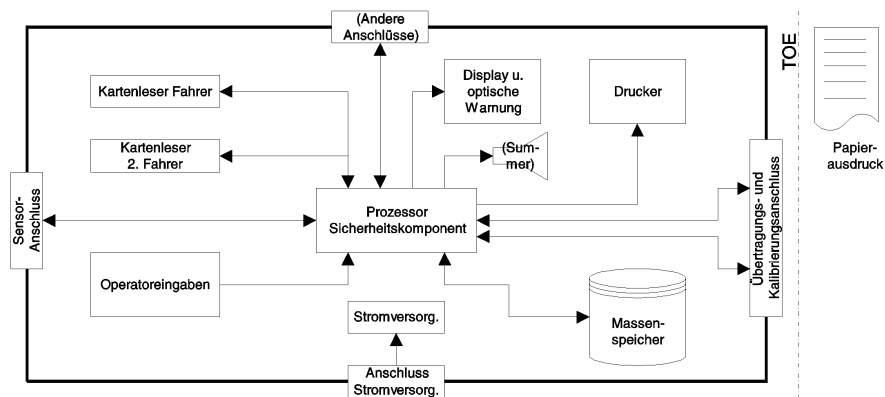 (Andere
Anschlüsse)
TOE
Kartenleser Fahrer
Display u.
optische
Warnung
Drucker
Kartenleser
2. Fahrer
(Sum-
mer)
Papier-
ausdruck
Sensor-
Anschluss
Prozessor
Sicherheitskomponent
Übertragungs- und
Kalibrierungsanschluss
Operatoreingaben
Stromversorg.
Massen-
speicher
Anschluss
Stromversorg.